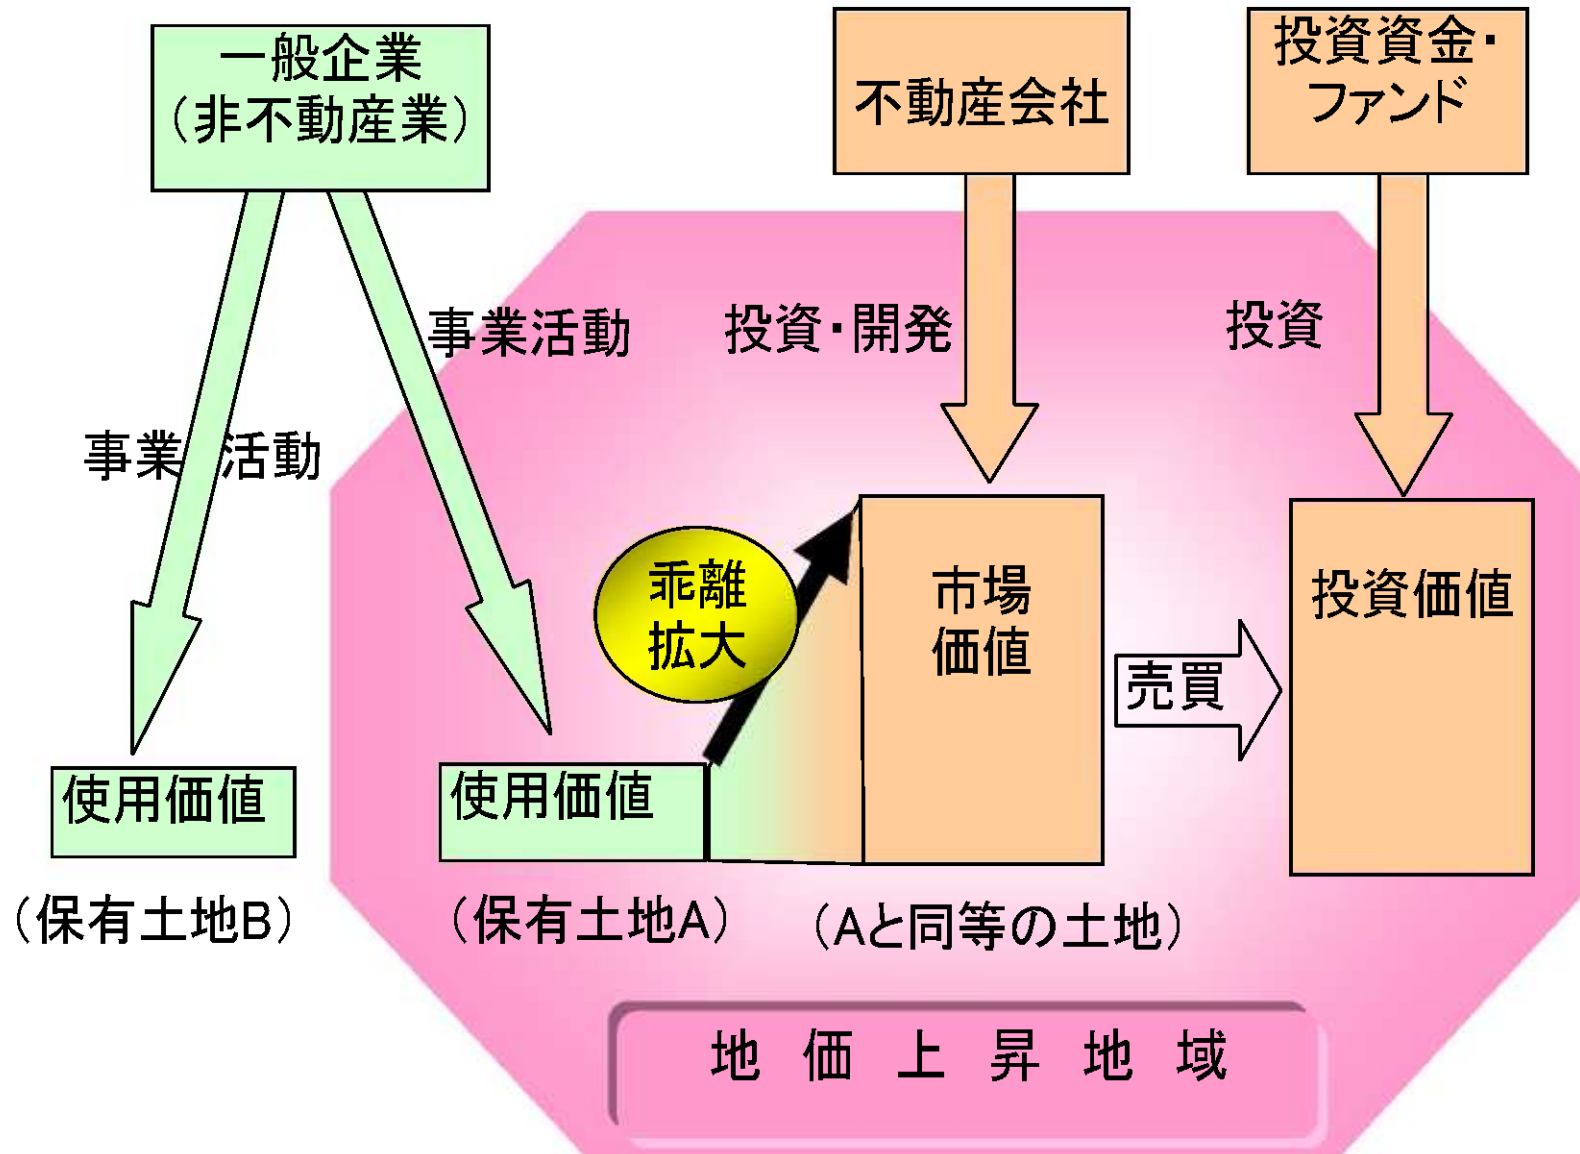 一般企業
（非不動産業）
不動産会社
投資資金・
ファンド
事業活動
投資・開発
投資
事業 活動
乖離
拡大
市場
価値
投資価値
売買
使用価値
使用価値
（保有土地B）
（保有土地A）
（Aと同等の土地）
地 価 上 昇 地 域